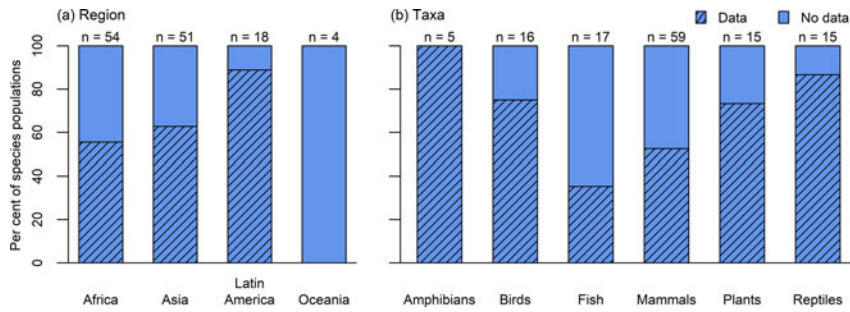 (a) Region
(b) Taxa
Data
No data
n = 54
n = 51
n = 18
n = 4
n = 5
n = 16
n = 17
n = 59
n = 15
n = 15
Per cent of species populations
100
80
60
40
20
0
Africa
Asia
Latin
America
Oceania
Amphibians
Birds
Fish
Mammals
Plants
Reptiles